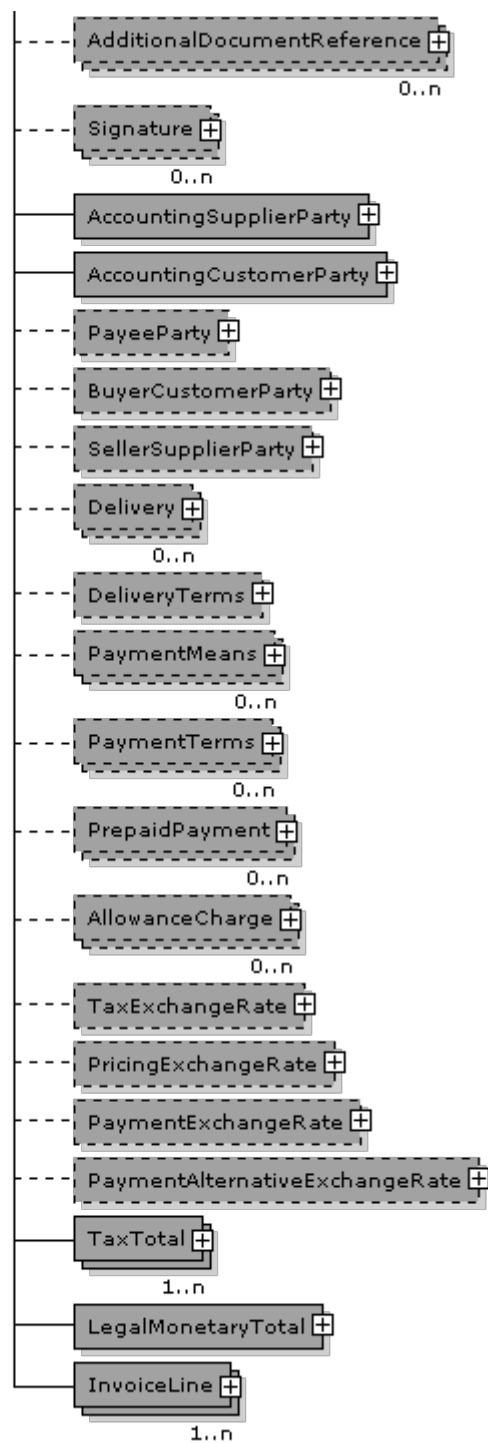 AdditionalDocumentReference
0..n
Signature
0..n
AccountingSupplierParty
AccountingCustomerParty
PayeeParty
BuyerCustomerParty
SellerSupplierParty
Delivery
0..n
DeliveryTerms
PaymentMeans
0..n
PaymentTerms
0..n
PrepaidPayment
0..n
AllowanceCharge
0..n
TaxExchangeRate
PricingExchangeRate
PaymentExchangeRate
PaymentAlternativeExchangeRate
TaxTotal
1..n
LegalMonetaryTotal
InvoiceLine
1..n